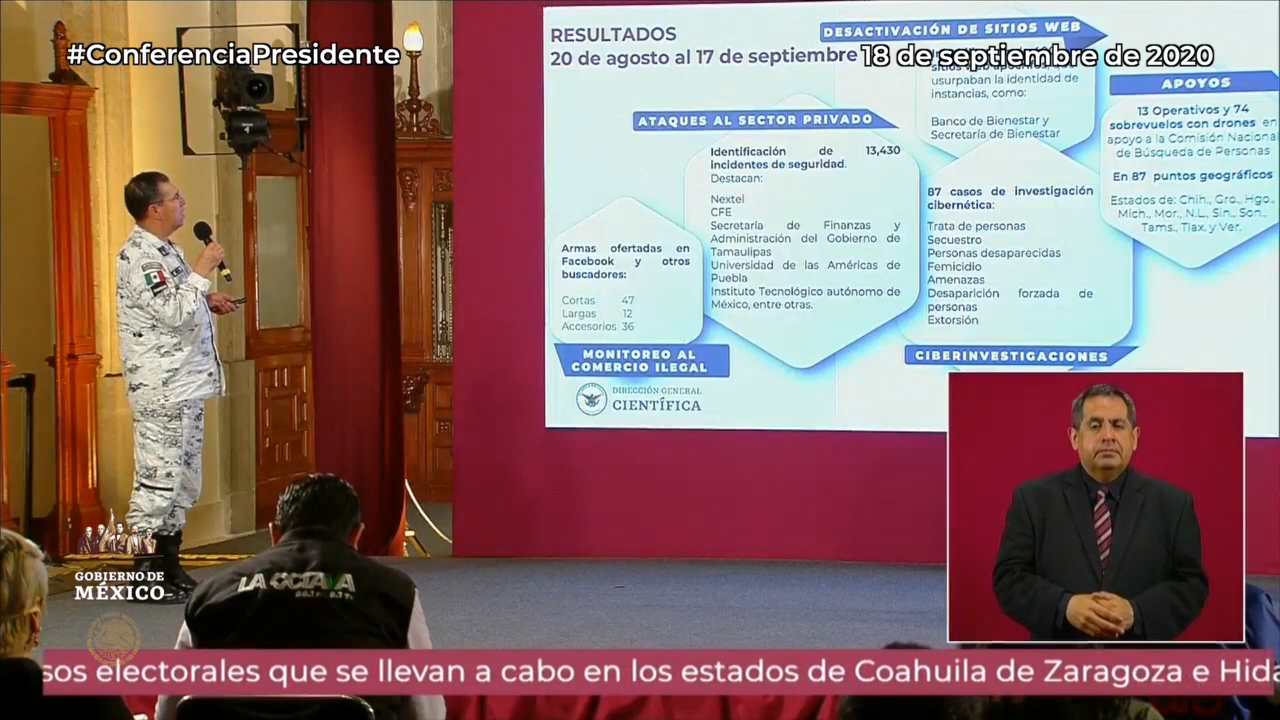 #ConferenciaPresidente
18 de septiembre de 2020
RESULTADOS
20 de agosto al 17 de septiembre
DESACTIVACIÓN DE SITIOS WEB
usurpaban la identidad de
instancias, como:
Banco de Bienestar y
Secretaría de Bienestar
APOYOS
13 Operativos y 74
sobrevuelos con drones en
apoyo a la Comisión Naciona
de Búsqueda de Personas
En 87 puntos geográficos
Estados de: Chih., Gro., Hgo.,
Mich., Mor., N.L., Sin., Son.,
Tams., Tlax. y Ver.
ATAQUES AL SECTOR PRIVADO
Identificación de 13,430
incidentes de seguridad.
Destacan:
Nextel
CFE
Secretaría de Finanzas y
Administración del Gobierno de
Tamaulipas
Universidad de las Américas de
Puebla
Instituto Tecnológico autónomo de
México, entre otras.
87 casos de investigación
cibernética:
Trata de personas
Secuestro
Personas desaparecidas
Femicidio
Amenazas
Desaparición forzada de
personas
Extorsión
CIBERINVESTIGACIONES
Armas ofertadas en
Facebook y otros
buscadores:
Cortas 47
Largas 12
Accesorios 36
MONITOREO AL
COMERCIO ILEGAL
DIRECCIÓN GENERAL
CIENTÍFICA
GOBIERNO DE
MÉXICO
LA OCTAVA
sos electorales que se llevan a cabo en los estados de Coahuila de Zaragoza e Hida